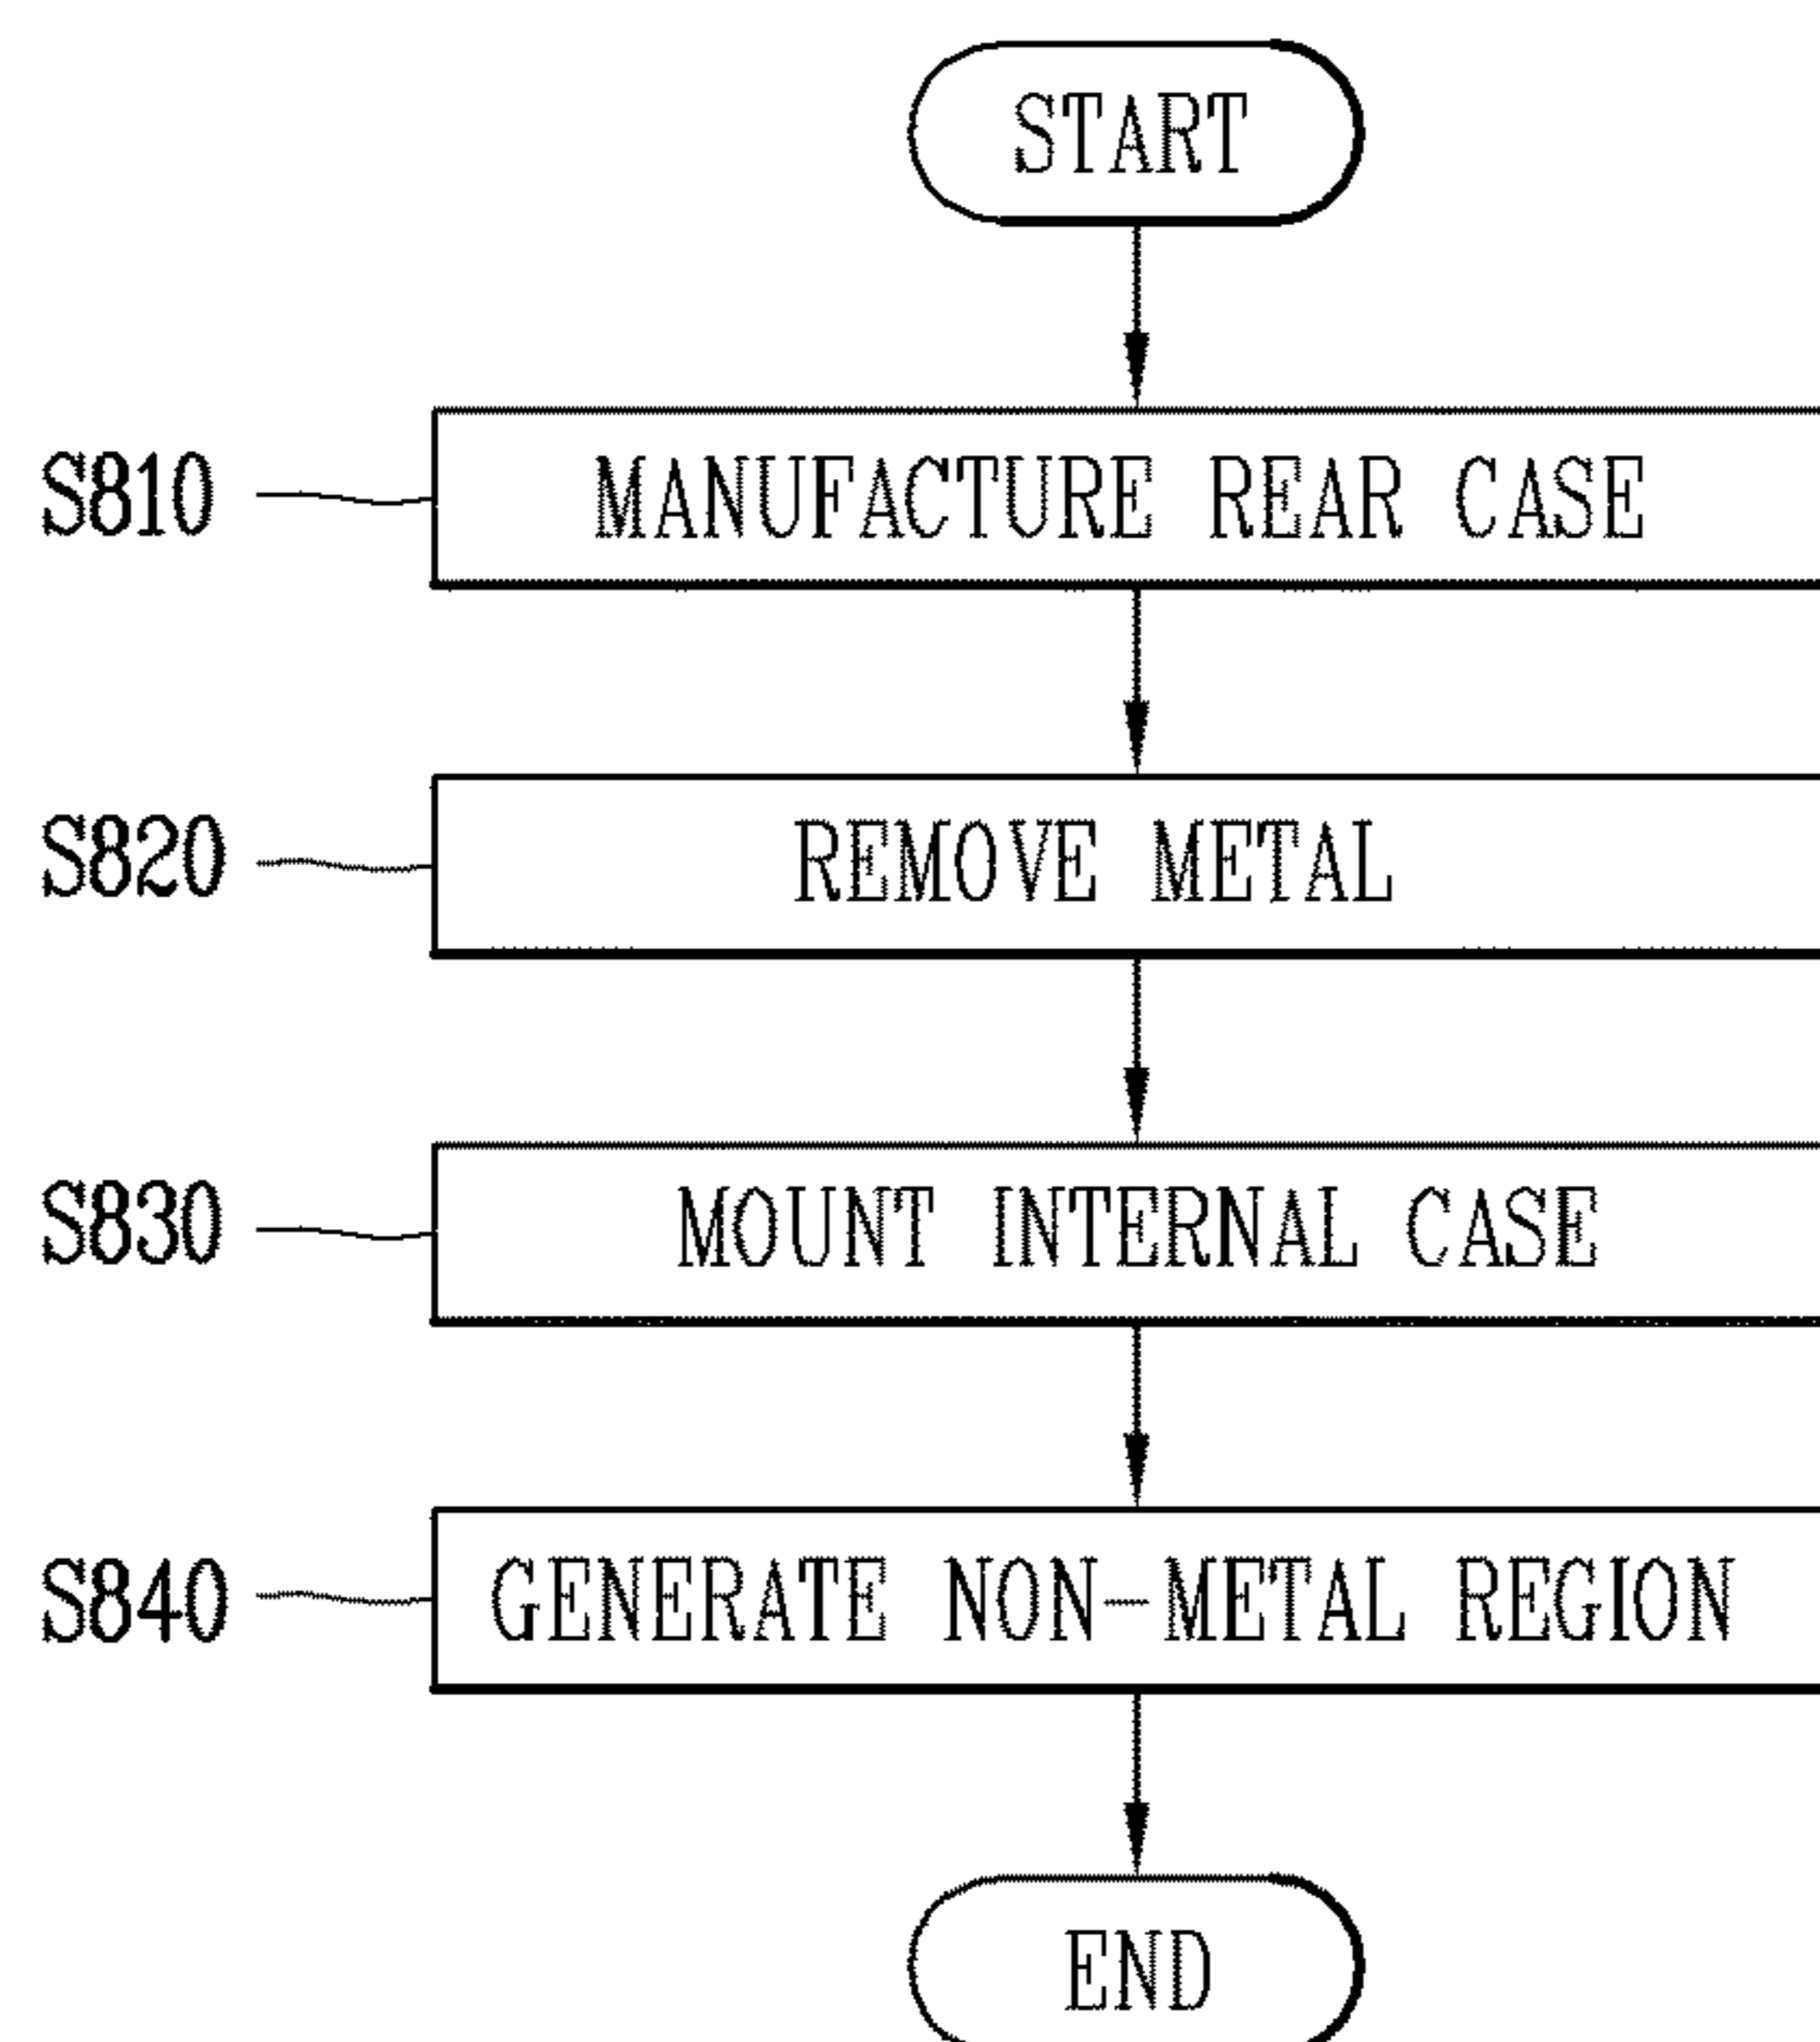 START
S810 MANUFACTURE REAR CASE
S820 REMOVE METAL
S830 MOUNT INTERNAL CASE
S840 GENERATE NON-METAL REGION
END